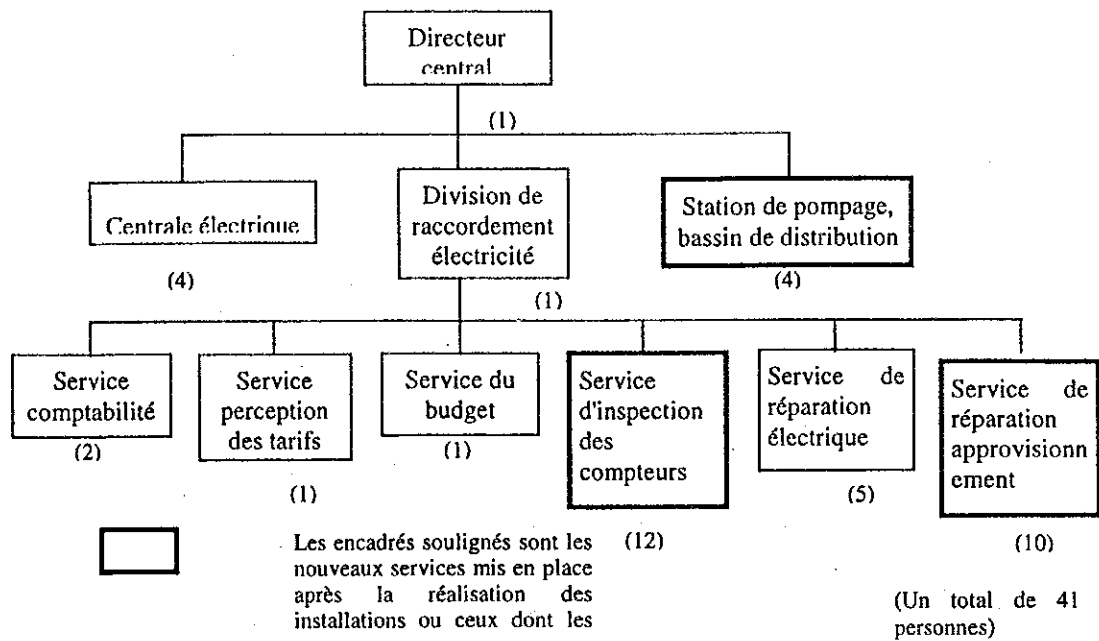 Directeur
central
(1)
Centrale électrique
(4)
Division de
raccordement
électricité
(1)
Station de pompage,
bassin de distribution
(4)
Service
comptabilité
(2)
Service
perception
des tarifs
(1)
Service du
budget
(1)
Service
d'inspection
des
compteurs
(12)
Service de
réparation
électrique
(5)
Service de
réparation
approvisionn
ement
(10)
Les encadrés soulignés sont les
nouveaux services mis en place
après la réalisation des
installations ou ceux dont les
(Un total de 41
personnes)